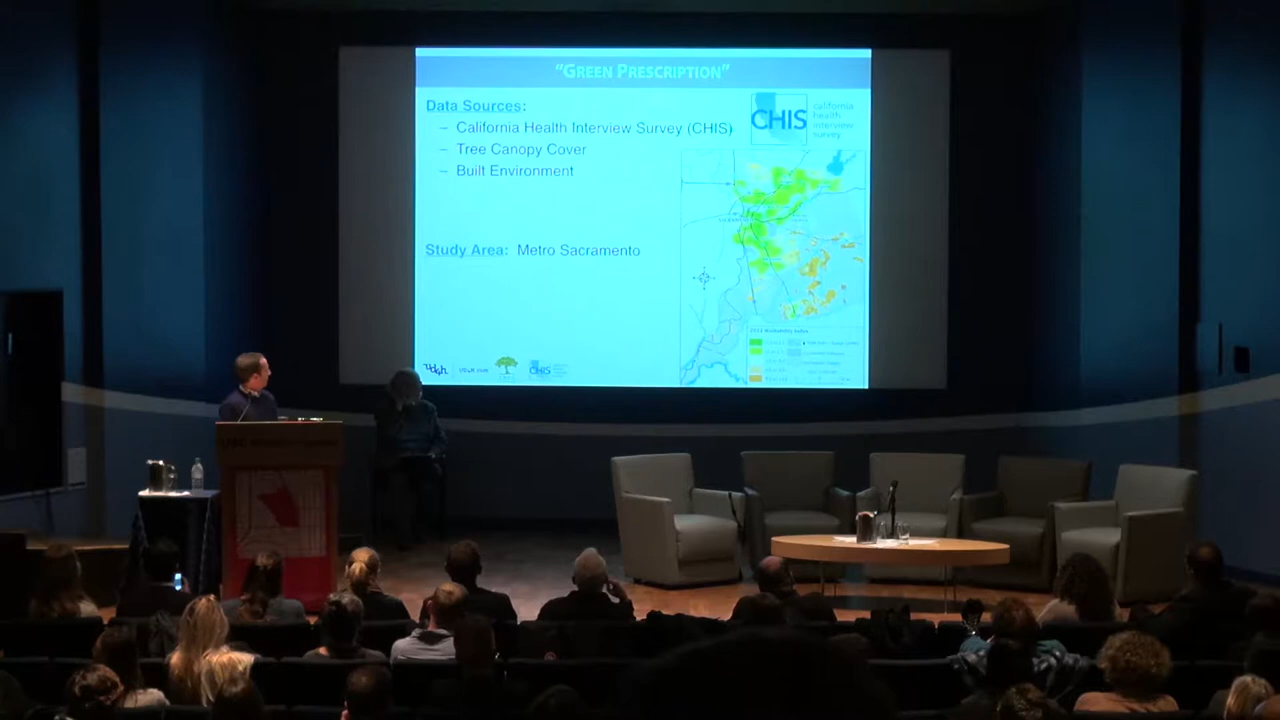 "GREEN PRESCRIPTION"
Data Sources:
– California Health Interview Survey (CHIS)
– Tree Canopy Cover
– Built Environment
Study Area: Metro Sacramento
CHIS
california
health
interview
survey
CHIS